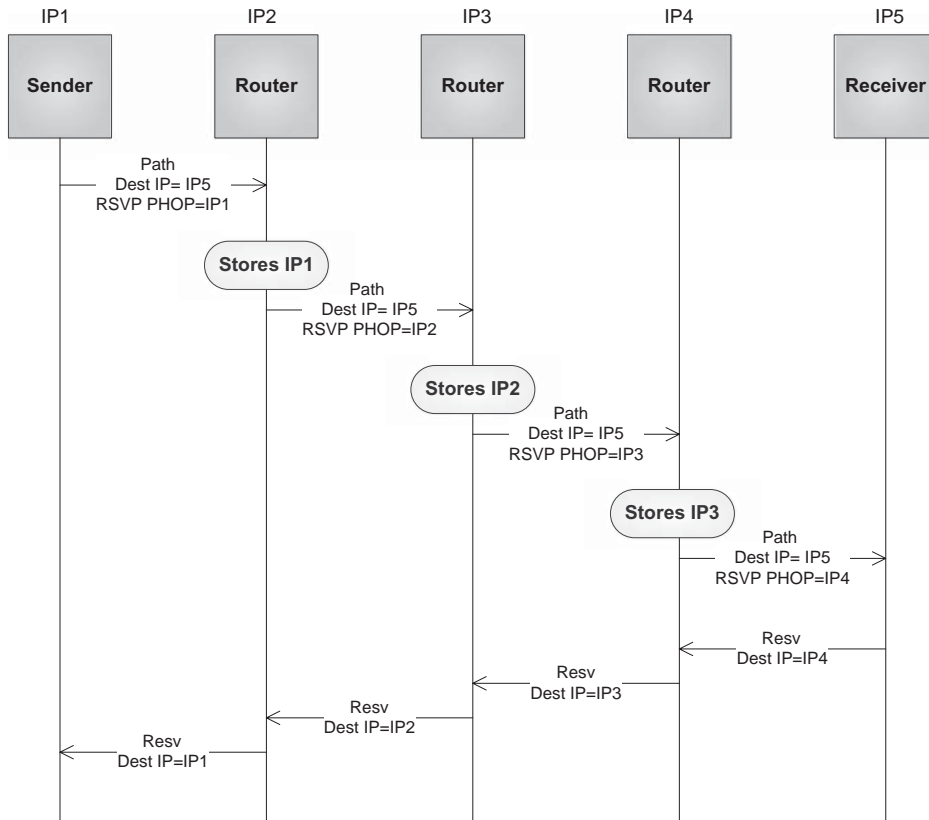 IP1 IP2 IP3 IP4 IP5
Sender Router Router Router Receiver
Path
Dest IP= IP5
RSVP PHOP=IP1
Stores IP1
Path
Dest IP= IP5
RSVP PHOP=IP2
Stores IP2
Path
Dest IP= IP5
RSVP PHOP=IP3
Stores IP3
Path
Dest IP= IP5
RSVP PHOP=IP4
Resv
Dest IP=IP4
Resv
Dest IP=IP3
Resv
Dest IP=IP2
Resv
Dest IP=IP1